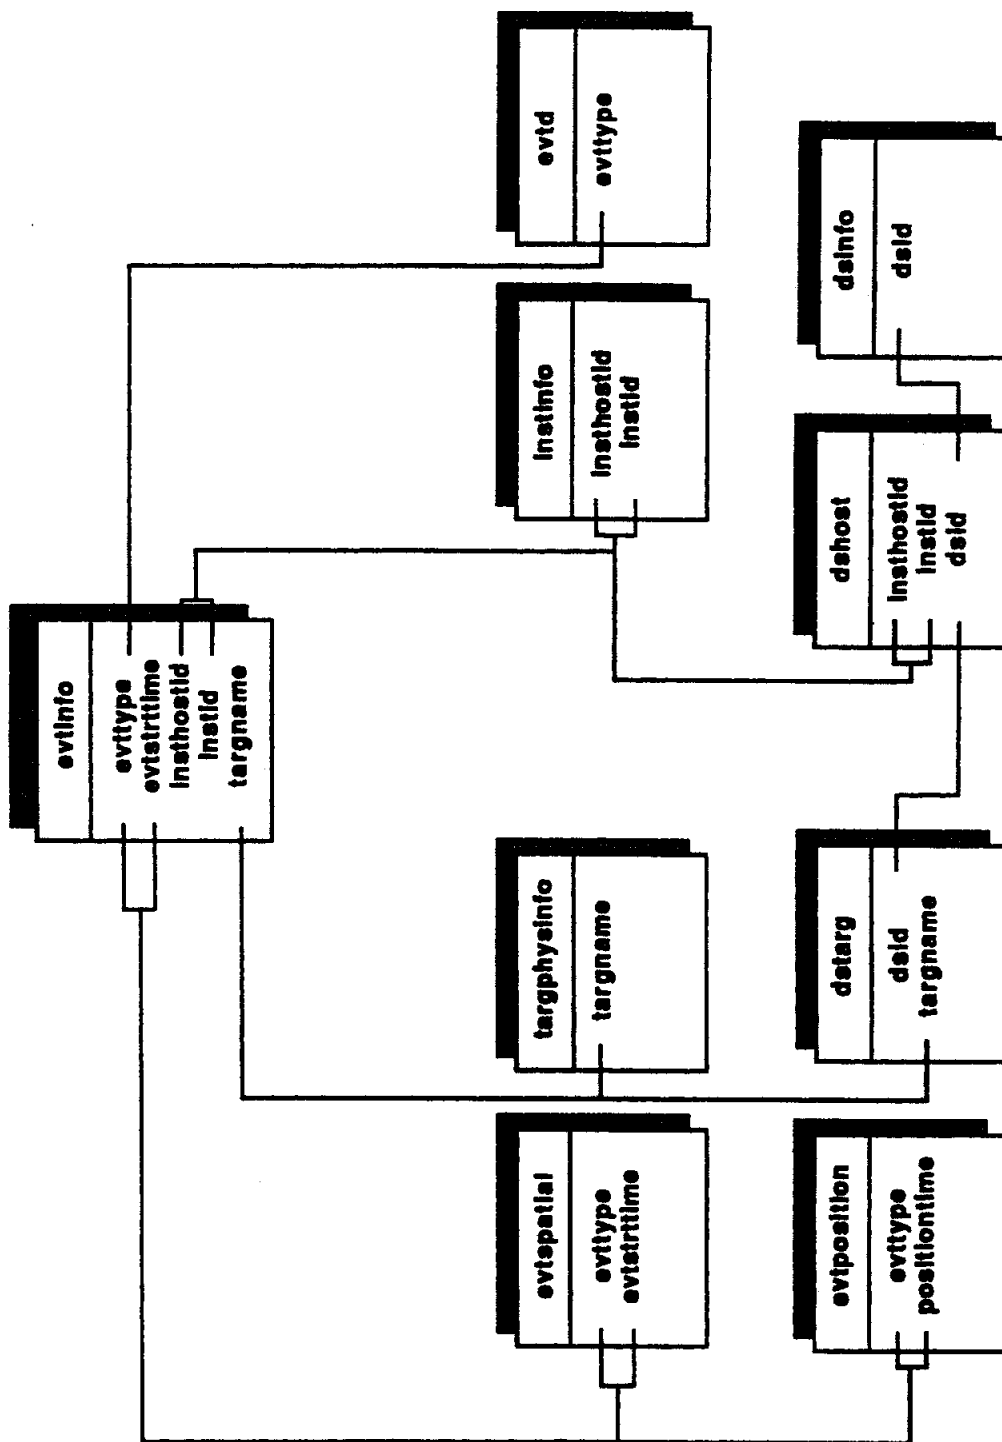 evtinfo
evttype
evtstrttime
insthostid
instid
targname
evtspatial
evttype
evtstrttime
targphysinfo
targname
instinfo
insthostid
instid
evtd
evttype
evtposition
evttype
positiontime
dstarg
dsid
targname
dshost
insthostid
instid
dsid
dsinfo
dsid